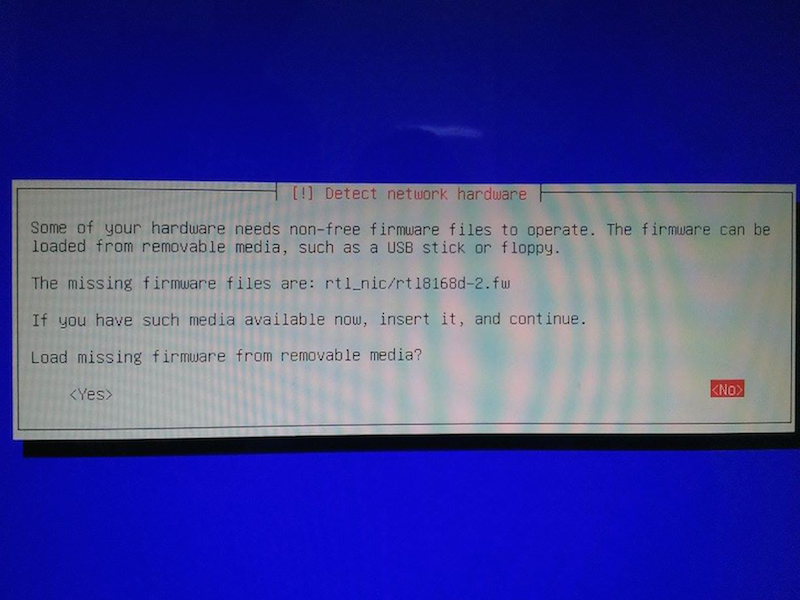 [!] Detect network hardware
Some of your hardware needs non-free firmware files to operate. The firmware can be
loaded from removable media, such as a USB stick or floppy.
The missing firmware files are: rtl_nic/rtl8168d-2.fw
If you have such media available now, insert it, and continue.
Load missing firmware from removable media?
<Yes> <No>